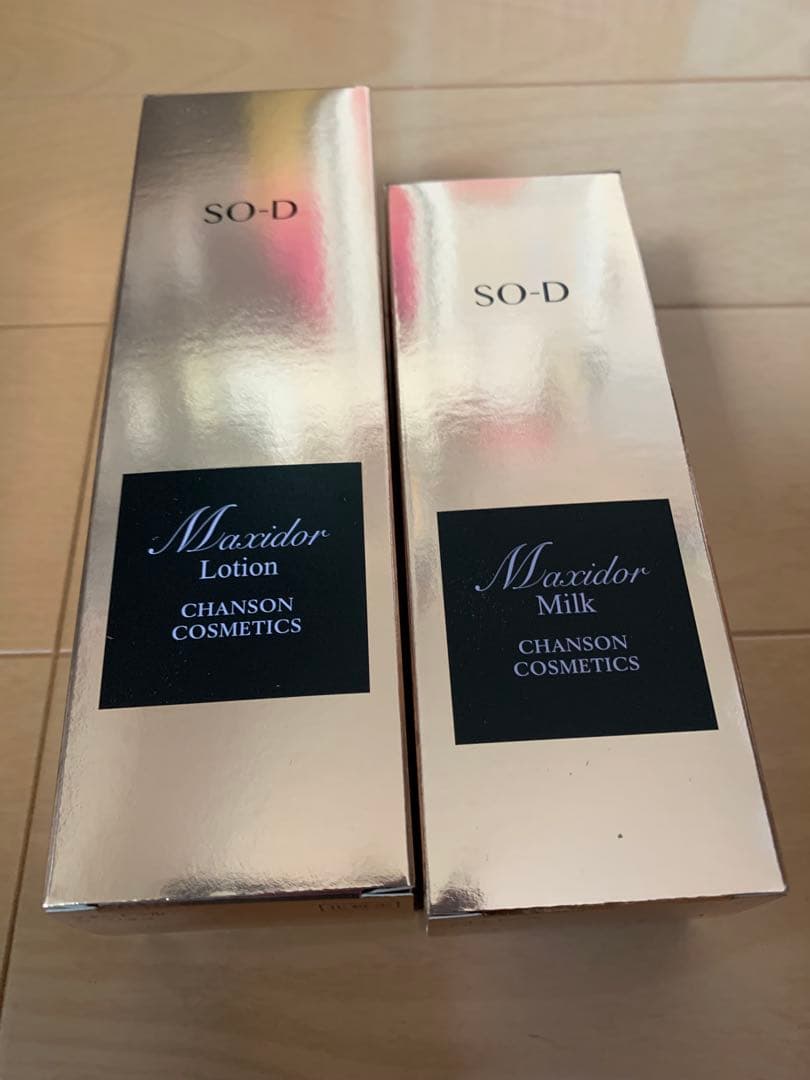 SO-D
Maxidor
Lotion
CHANSON
COSMETICS
SO-D
Maxidor
Milk
CHANSON
COSMETICS